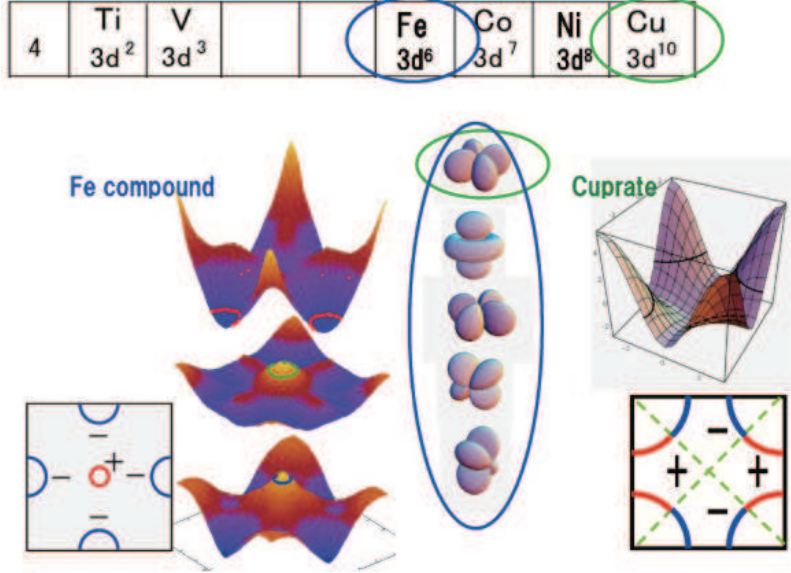 4 Ti V Fe Co Ni Cu
3d² 3d³ 3d⁶ 3d⁷ 3d⁸ 3d¹⁰
Fe compound
Cuprate
−
+
− −
−
−
+ +
−